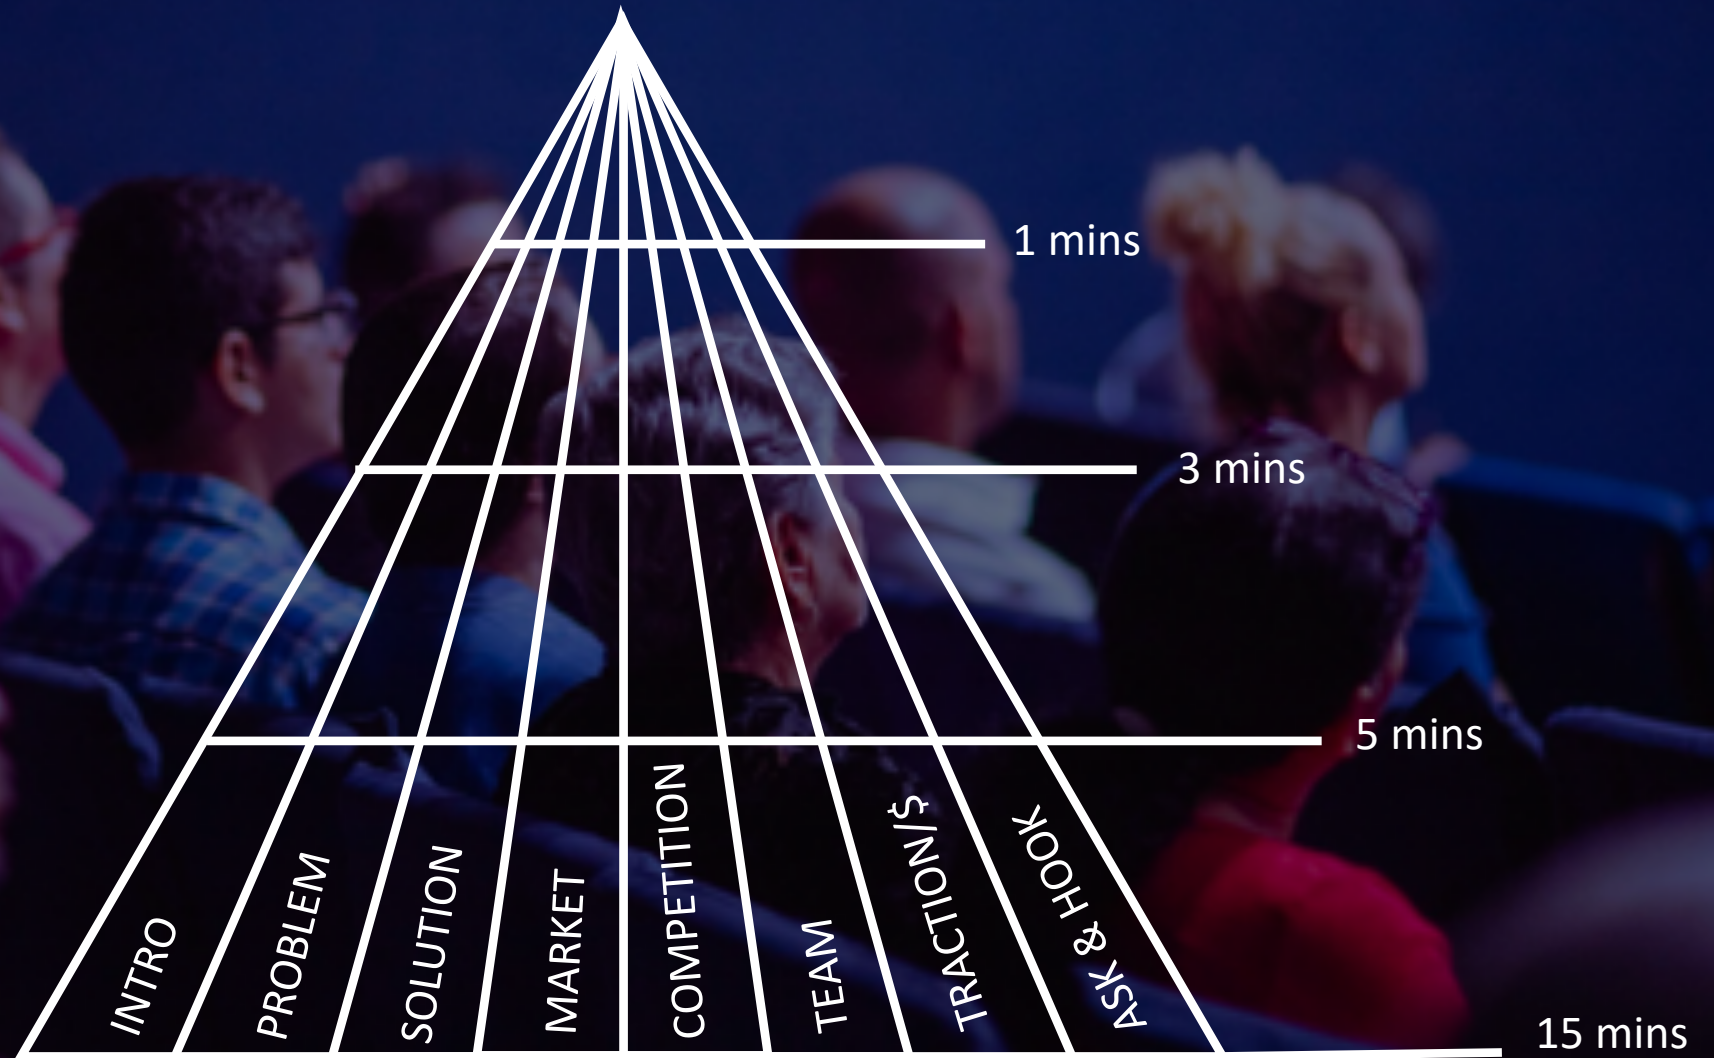 1 mins
3 mins
5 mins
INTRO
PROBLEM
SOLUTION
MARKET
COMPETITION
TEAM
TRACTION/$
ASK & HOOK
15 mins